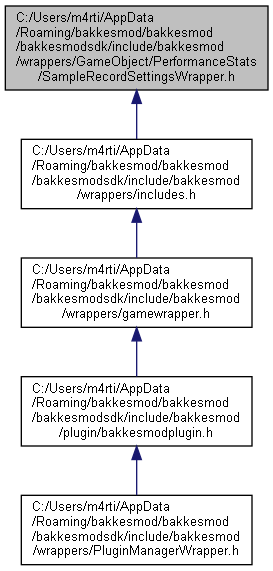 C:/Users/m4rti/AppData
/Roaming/bakkesmod/bakkesmod
/bakkesmodsdk/include/bakkesmod
/wrappers/GameObject/PerformanceStats
/SampleRecordSettingsWrapper.h
C:/Users/m4rti/AppData
/Roaming/bakkesmod/bakkesmod
/bakkesmodsdk/include/bakkesmod
/wrappers/includes.h
C:/Users/m4rti/AppData
/Roaming/bakkesmod/bakkesmod
/bakkesmodsdk/include/bakkesmod
/wrappers/gamewrapper.h
C:/Users/m4rti/AppData
/Roaming/bakkesmod/bakkesmod
/bakkesmodsdk/include/bakkesmod
/plugin/bakkesmodplugin.h
C:/Users/m4rti/AppData
/Roaming/bakkesmod/bakkesmod
/bakkesmodsdk/include/bakkesmod
/wrappers/PluginManagerWrapper.h